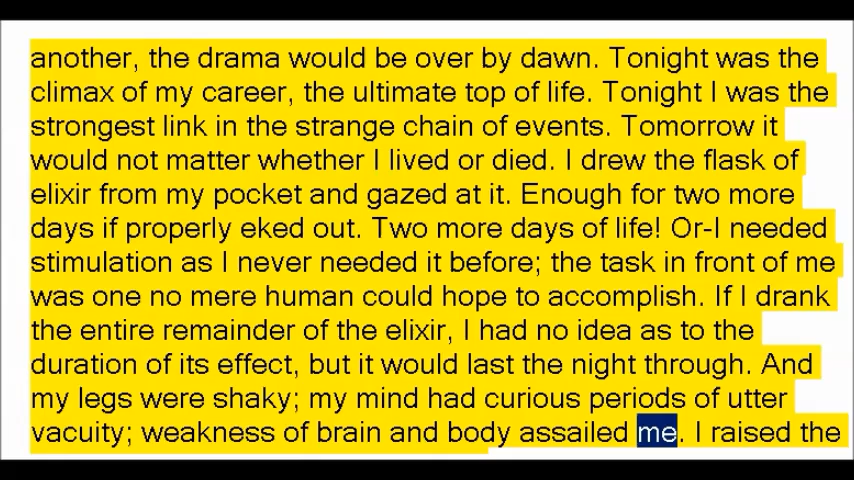 another, the drama would be over by dawn. Tonight was the
climax of my career, the ultimate top of life. Tonight I was the
strongest link in the strange chain of events. Tomorrow it
would not matter whether I lived or died. I drew the flask of
elixir from my pocket and gazed at it. Enough for two more
days if properly eked out. Two more days of life! Or-I needed
stimulation as I never needed it before; the task in front of me
was one no mere human could hope to accomplish. If I drank
the entire remainder of the elixir, I had no idea as to the
duration of its effect, but it would last the night through. And
my legs were shaky; my mind had curious periods of utter
vacuity; weakness of brain and body assailed me. I raised the